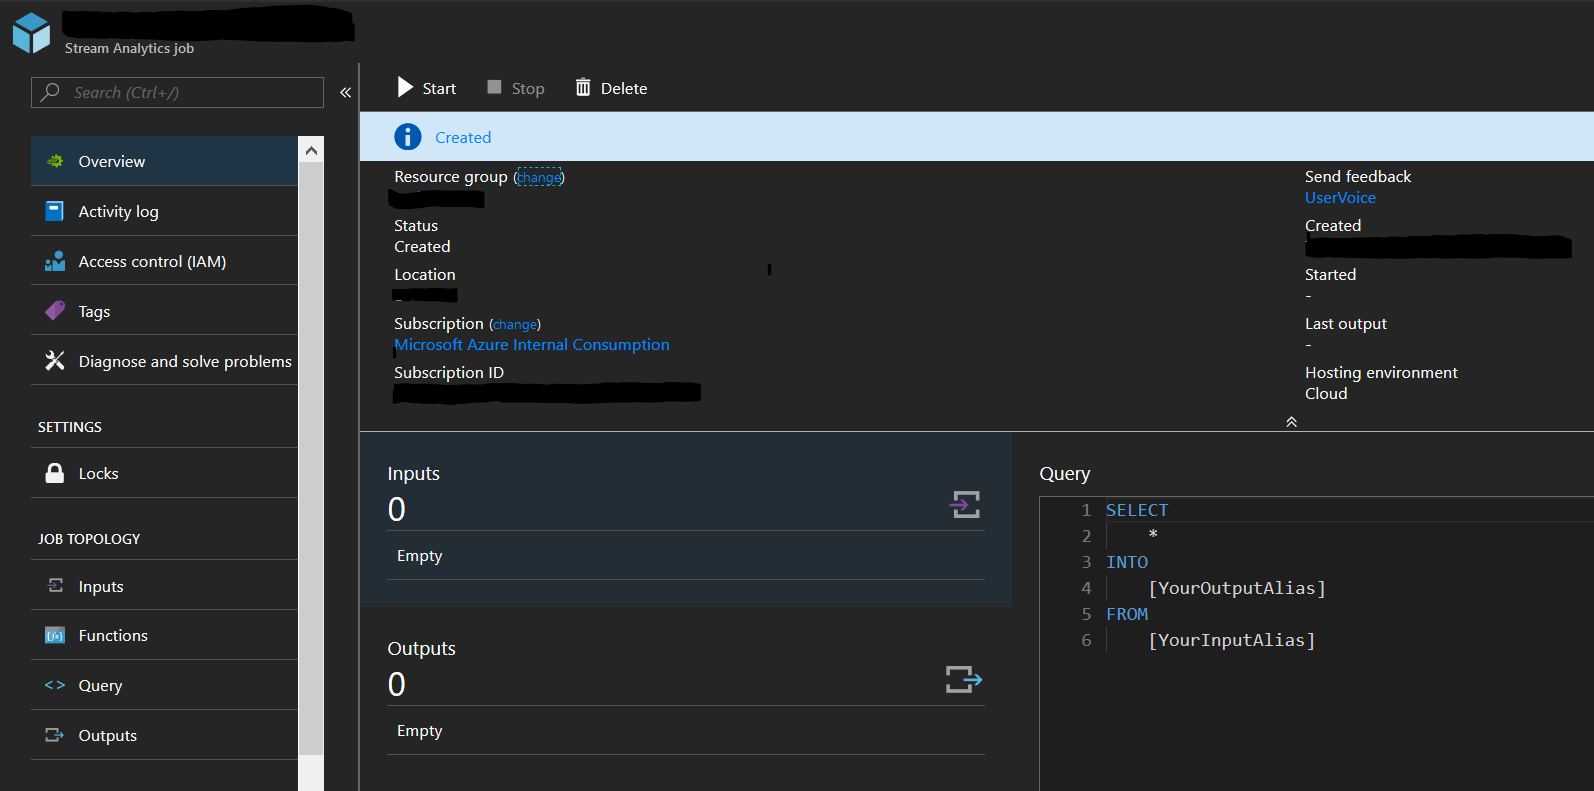 Stream Analytics job
Search (Ctrl+/)
«
Overview
Activity log
Access control (IAM)
Tags
Diagnose and solve problems
SETTINGS
Locks
JOB TOPOLOGY
Inputs
Functions
Query
Outputs
Start Stop Delete
Created
Resource group (change)
Status
Created
Location
Subscription (change)
Microsoft Azure Internal Consumption
Subscription ID
Send feedback
UserVoice
Created
Started
-
Last output
-
Hosting environment
Cloud
Inputs
0
Empty
Outputs
0
Empty
Query
1 SELECT
2 *
3 INTO
4 [YourOutputAlias]
5 FROM
6 [YourInputAlias]